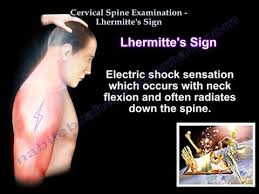 Cervical Spine Examination -
Lhermitte's Sign
Lhermitte's Sign
Electric shock sensation
which occurs with neck
flexion and often radiates
down the spine.